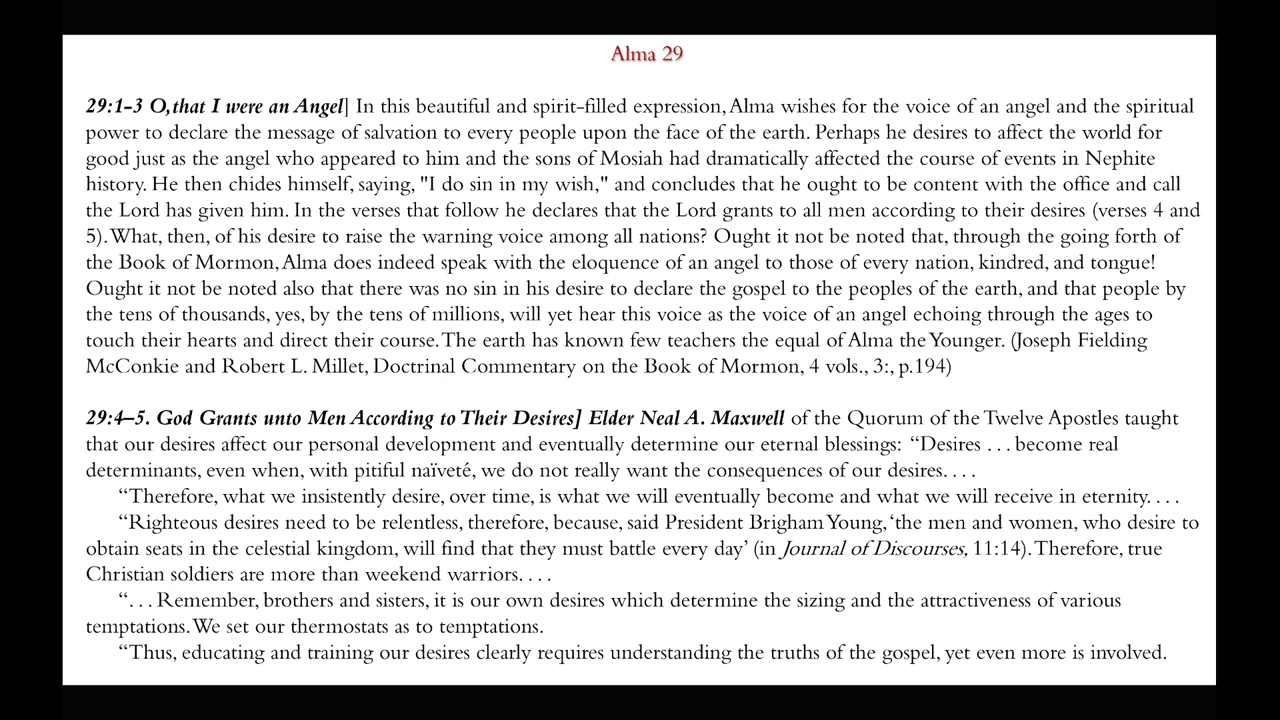 Alma 29
29:1-3 O, that I were an Angel] In this beautiful and spirit-filled expression, Alma wishes for the voice of an angel and the spiritual
power to declare the message of salvation to every people upon the face of the earth. Perhaps he desires to affect the world for
good just as the angel who appeared to him and the sons of Mosiah had dramatically affected the course of events in Nephite
history. He then chides himself, saying, "I do sin in my wish," and concludes that he ought to be content with the office and call
the Lord has given him. In the verses that follow he declares that the Lord grants to all men according to their desires (verses 4 and
5). What, then, of his desire to raise the warning voice among all nations? Ought it not be noted that, through the going forth of
the Book of Mormon, Alma does indeed speak with the eloquence of an angel to those of every nation, kindred, and tongue!
Ought it not be noted also that there was no sin in his desire to declare the gospel to the peoples of the earth, and that people by
the tens of thousands, yes, by the tens of millions, will yet hear this voice as the voice of an angel echoing through the ages to
touch their hearts and direct their course. The earth has known few teachers the equal of Alma the Younger. (Joseph Fielding
McConkie and Robert L. Millet, Doctrinal Commentary on the Book of Mormon, 4 vols., 3:, p.194)
29:4–5. God Grants unto Men According to Their Desires] Elder Neal A. Maxwell of the Quorum of the Twelve Apostles taught
that our desires affect our personal development and eventually determine our eternal blessings: “Desires . . . become real
determinants, even when, with pitiful naïveté, we do not really want the consequences of our desires. . . .
“Therefore, what we insistently desire, over time, is what we will eventually become and what we will receive in eternity. . . .
“Righteous desires need to be relentless, therefore, because, said President Brigham Young, ‘the men and women, who desire to
obtain seats in the celestial kingdom, will find that they must battle every day’ (in Journal of Discourses, 11:14). Therefore, true
Christian soldiers are more than weekend warriors. . . .
“. . . Remember, brothers and sisters, it is our own desires which determine the sizing and the attractiveness of various
temptations. We set our thermostats as to temptations.
“Thus, educating and training our desires clearly requires understanding the truths of the gospel, yet even more is involved.